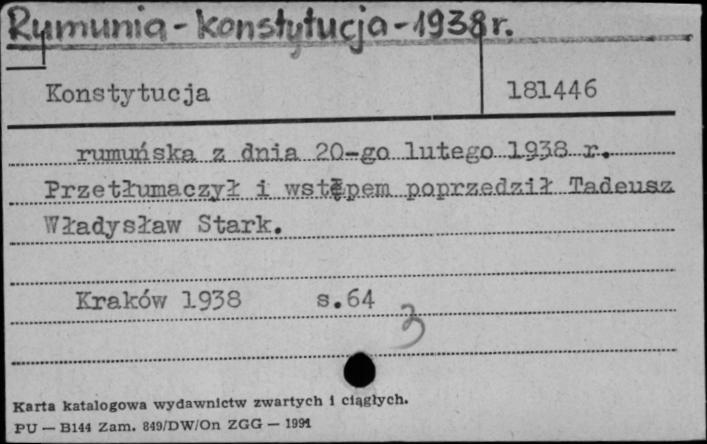 Rumunia - konstytucja - 1938 r.
Konstytucja 181446
rumuńska z dnia 20-go lutego 1938 r.
Przetłumaczył i wstępem poprzedził Tadeusz
Władysław Stark.
Kraków 1938 s.64
3
Karta katalogowa wydawnictw zwartych i ciągłych.
PU — B144 Zam. 849/DW/On ZGG — 1991